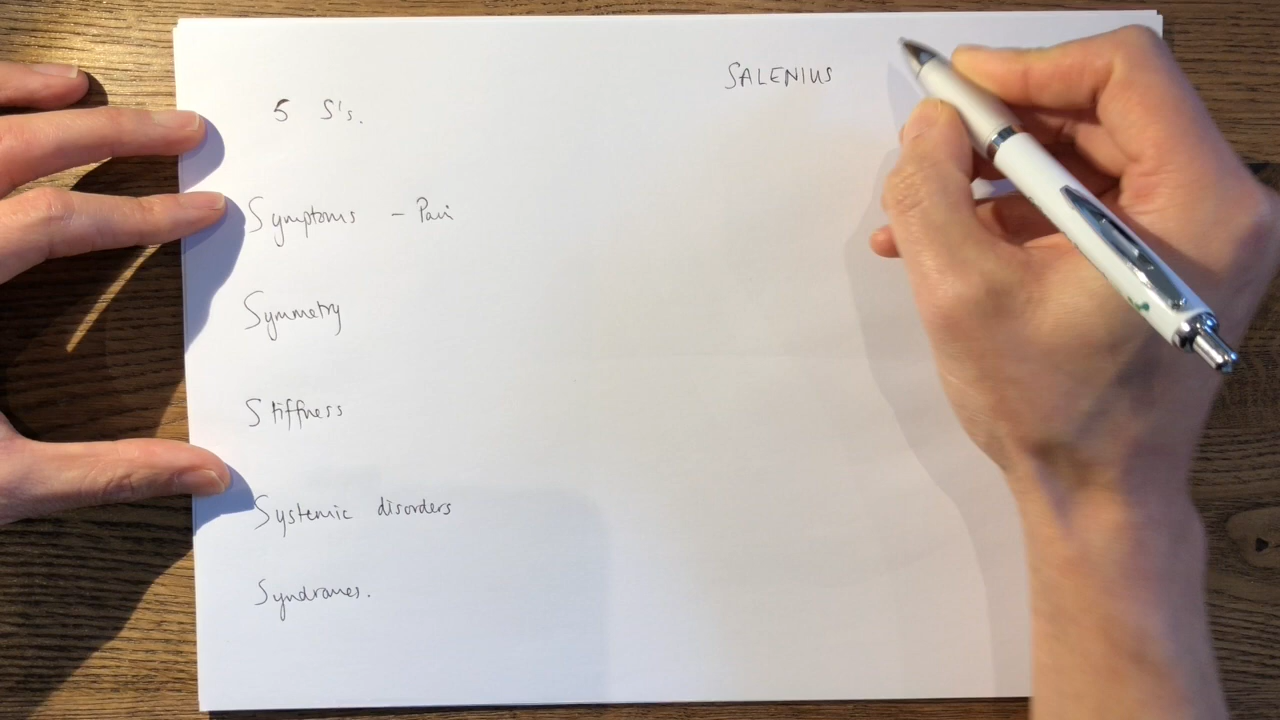 SALENIUS
5 S's.
Symptoms - Pain
Symmetry
Stiffness
Systemic disorders
Syndromes.